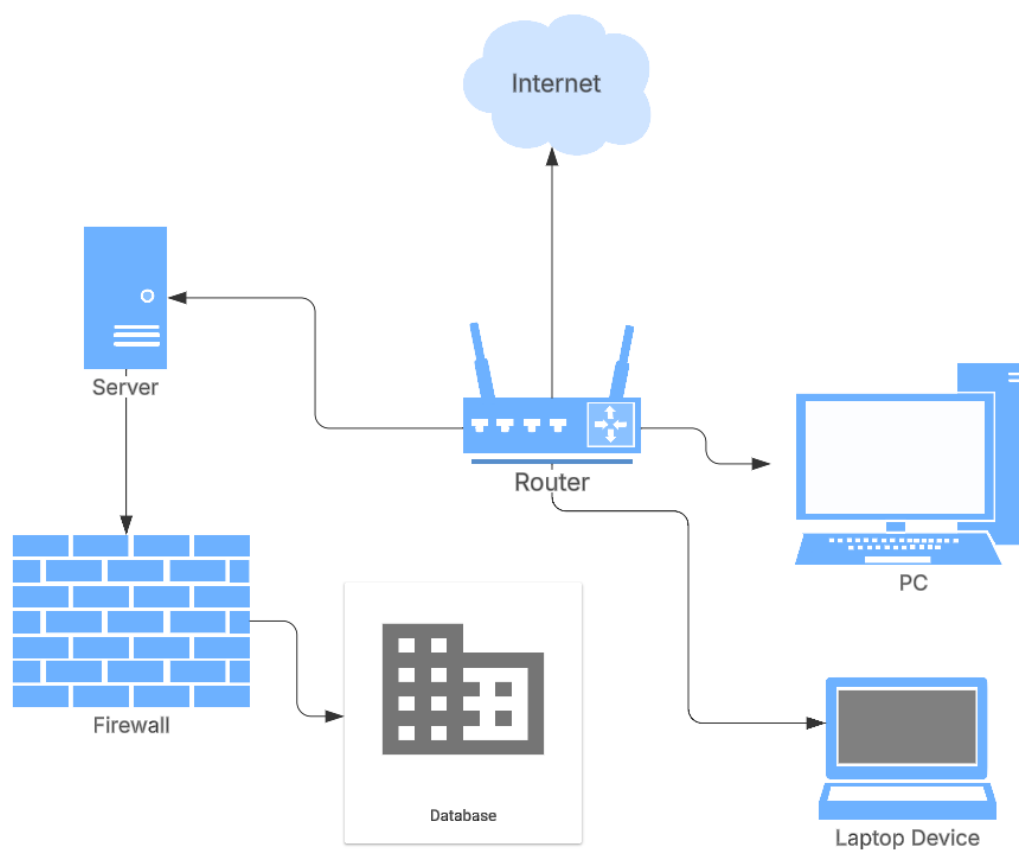 Internet
Server
Router
PC
Firewall
Database
Laptop Device